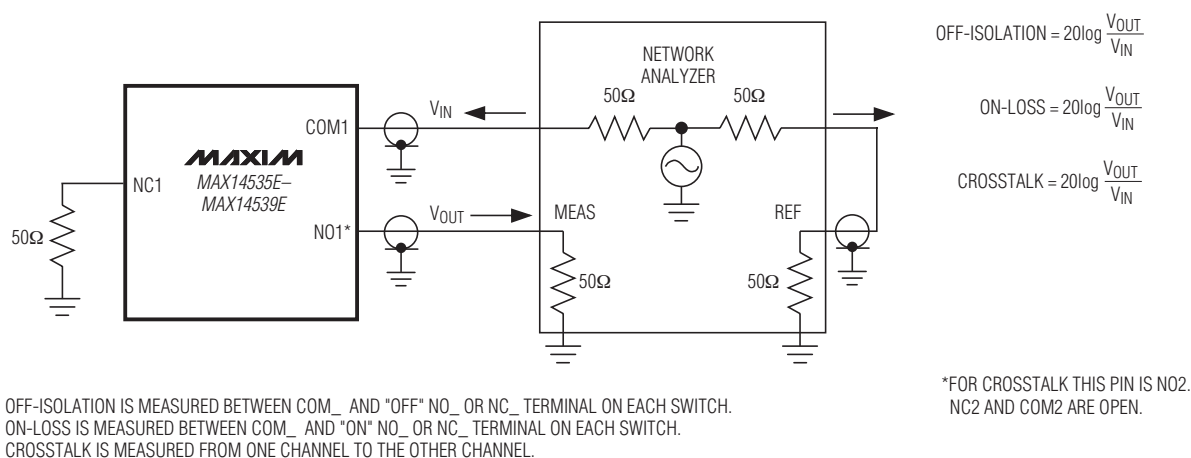 NETWORK
ANALYZER
50Ω
50Ω
OFF-ISOLATION = 20log VOUT
VIN
ON-LOSS = 20log VOUT
VIN
CROSSTALK = 20log VOUT
VIN
VIN
COM1
MAXIM
MAX14535E–
MAX14539E
NC1
50Ω
NO1*
VOUT
MEAS
REF
50Ω
50Ω
*FOR CROSSTALK THIS PIN IS NO2.
NC2 AND COM2 ARE OPEN.
OFF-ISOLATION IS MEASURED BETWEEN COM_ AND "OFF" NO_ OR NC_ TERMINAL ON EACH SWITCH.
ON-LOSS IS MEASURED BETWEEN COM_ AND "ON" NO_ OR NC_ TERMINAL ON EACH SWITCH.
CROSSTALK IS MEASURED FROM ONE CHANNEL TO THE OTHER CHANNEL.